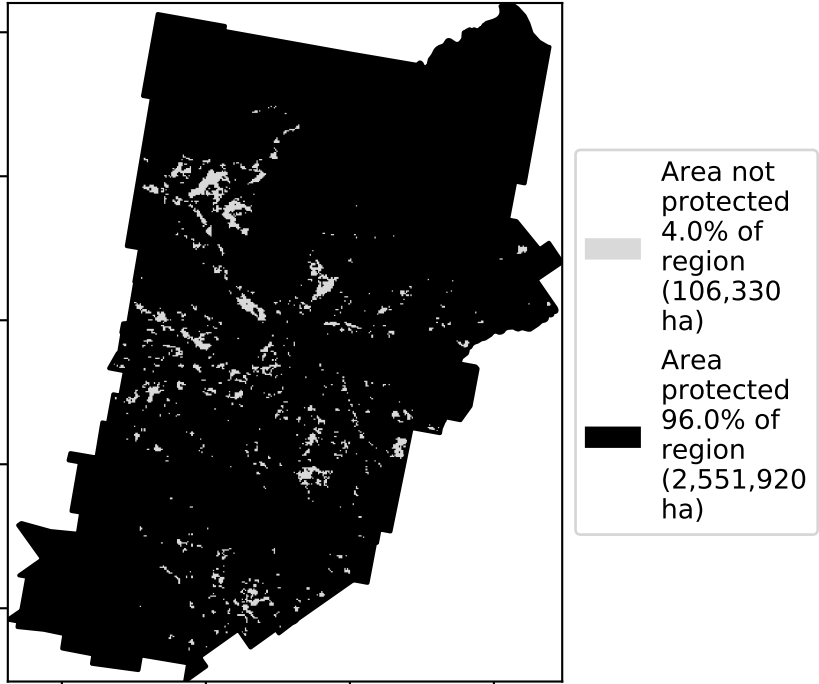 Area not
protected
4.0% of
region
(106,330
ha)
Area
protected
96.0% of
region
(2,551,920
ha)